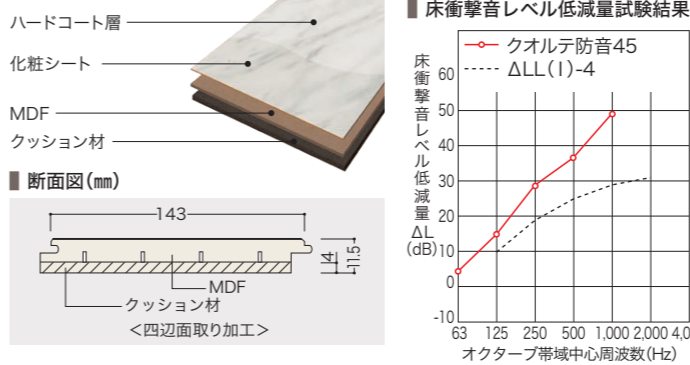 ハードコート層
化粧シート
MDF
クッション材
断面図(㎜)
143
4
11.5
MDF
クッション材
<四辺面取り加工>
床衝撃音レベル低減量試験結果
クオルテ防音45
ΔLL(Ⅰ)-4
床衝撃音レベル低減量
ΔL
(dB)
60
50
40
30
20
10
0
-10
63 125 250 500 1,000 2,000 4,0
オクターブ帯域中心周波数(Hz)